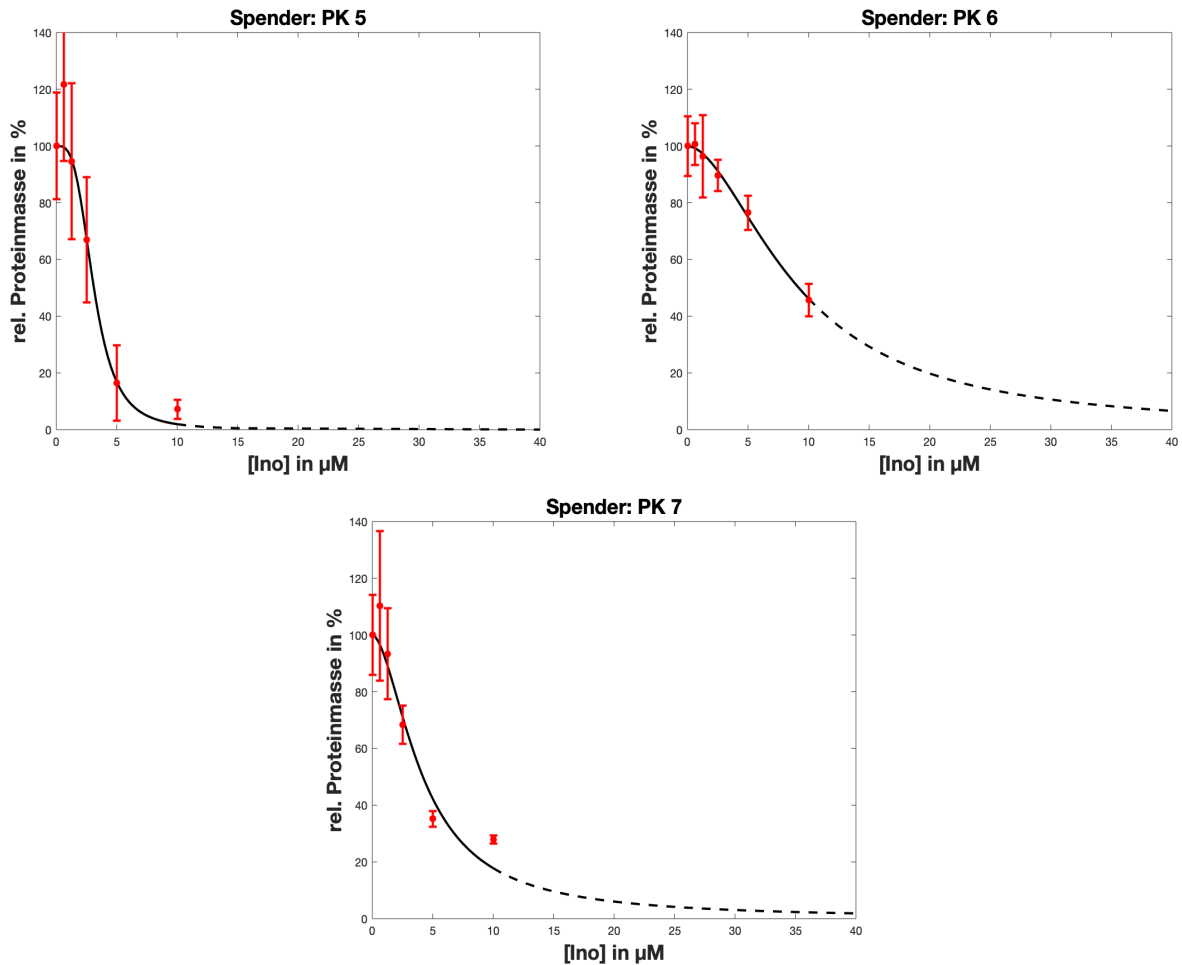 Spender: PK 5
140
120
100
80
60
40
20
0
rel. Proteinmasse in %
0 5 10 15 20 25 30 35 40
[Ino] in µM
Spender: PK 6
140
120
100
80
60
40
20
0
rel. Proteinmasse in %
0 5 10 15 20 25 30 35 40
[Ino] in µM
Spender: PK 7
140
120
100
80
60
40
20
0
rel. Proteinmasse in %
0 5 10 15 20 25 30 35 40
[Ino] in µM